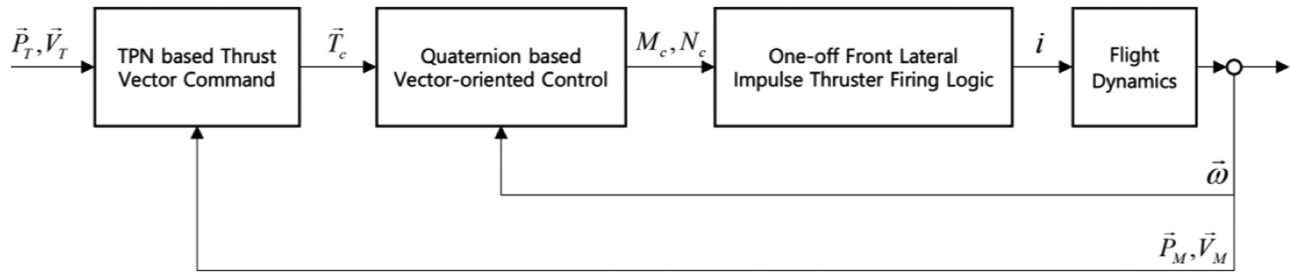 P⃗_T, V⃗_T
TPN based Thrust
Vector Command
T⃗_c
Quaternion based
Vector-oriented Control
M_c, N_c
One-off Front Lateral
Impulse Thruster Firing Logic
i
Flight
Dynamics
ω⃗
P⃗_M, V⃗_M